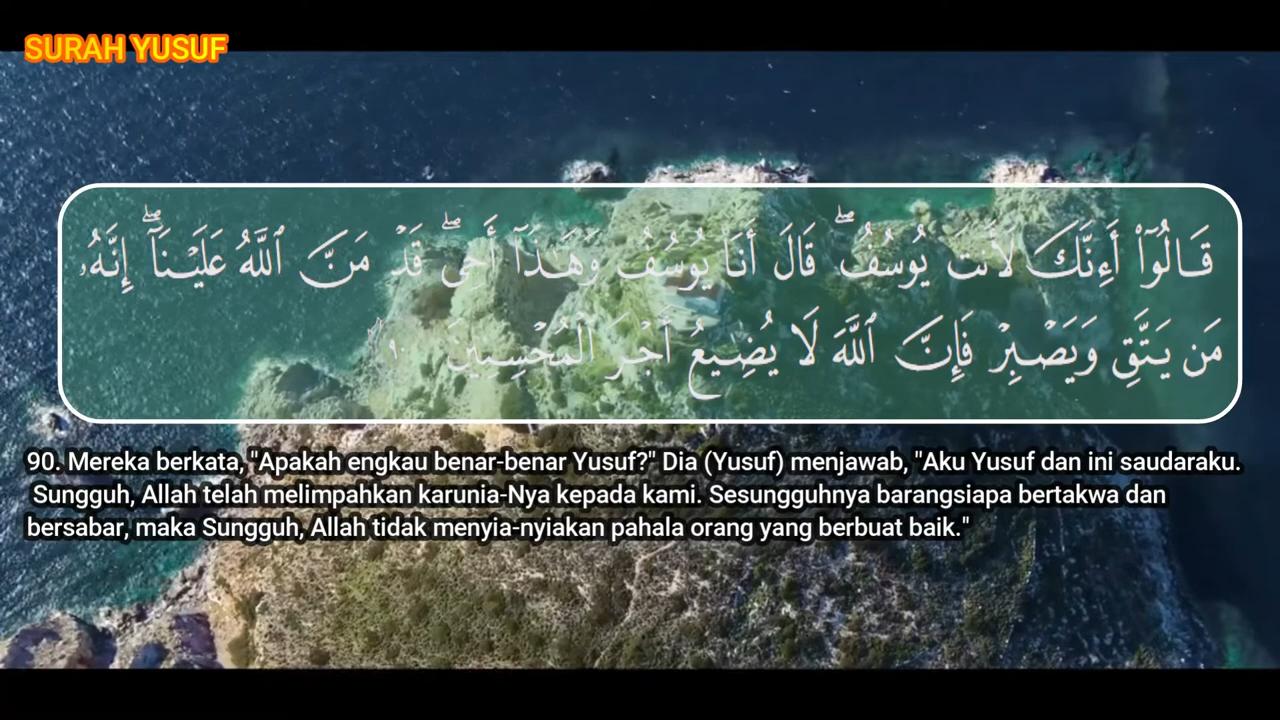 SURAH YUSUF
قَالُوٓا۟ أَءِنَّكَ لَأَنتَ يُوسُفُ ۖ قَالَ أَنَا۠ يُوسُفُ وَهَـٰذَآ أَخِى ۖ قَدْ مَنَّ ٱللَّهُ عَلَيْنَآ ۖ إِنَّهُۥ
مَن يَتَّقِ وَيَصْبِرْ فَإِنَّ ٱللَّهَ لَا يُضِيعُ أَجْرَ ٱلْمُحْسِنِينَ ٩٠
90. Mereka berkata, "Apakah engkau benar-benar Yusuf?" Dia (Yusuf) menjawab, "Aku Yusuf dan ini saudaraku.
Sungguh, Allah telah melimpahkan karunia-Nya kepada kami. Sesungguhnya barangsiapa bertakwa dan
bersabar, maka Sungguh, Allah tidak menyia-nyiakan pahala orang yang berbuat baik."